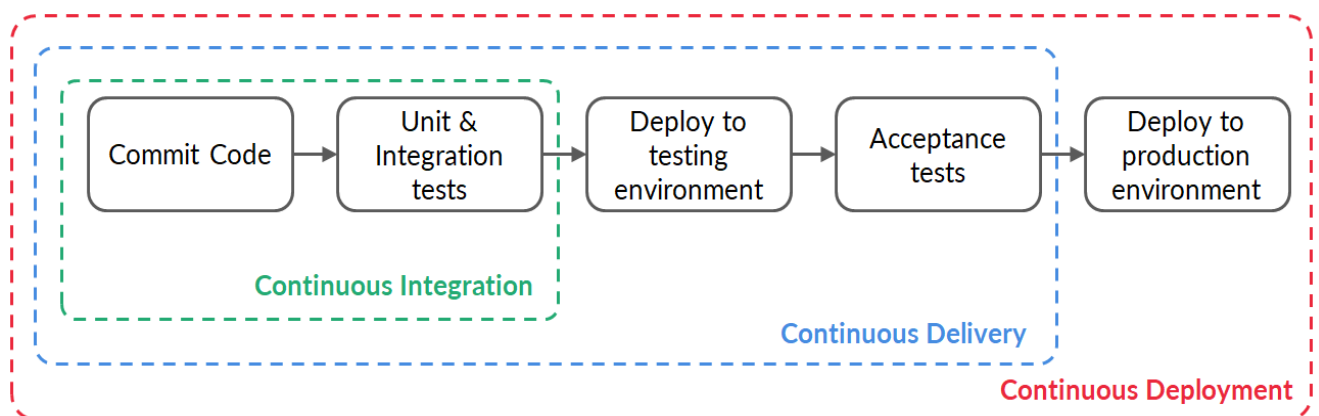 Commit Code
Unit &
Integration
tests
Deploy to
testing
environment
Acceptance
tests
Deploy to
production
environment
Continuous Integration
Continuous Delivery
Continuous Deployment